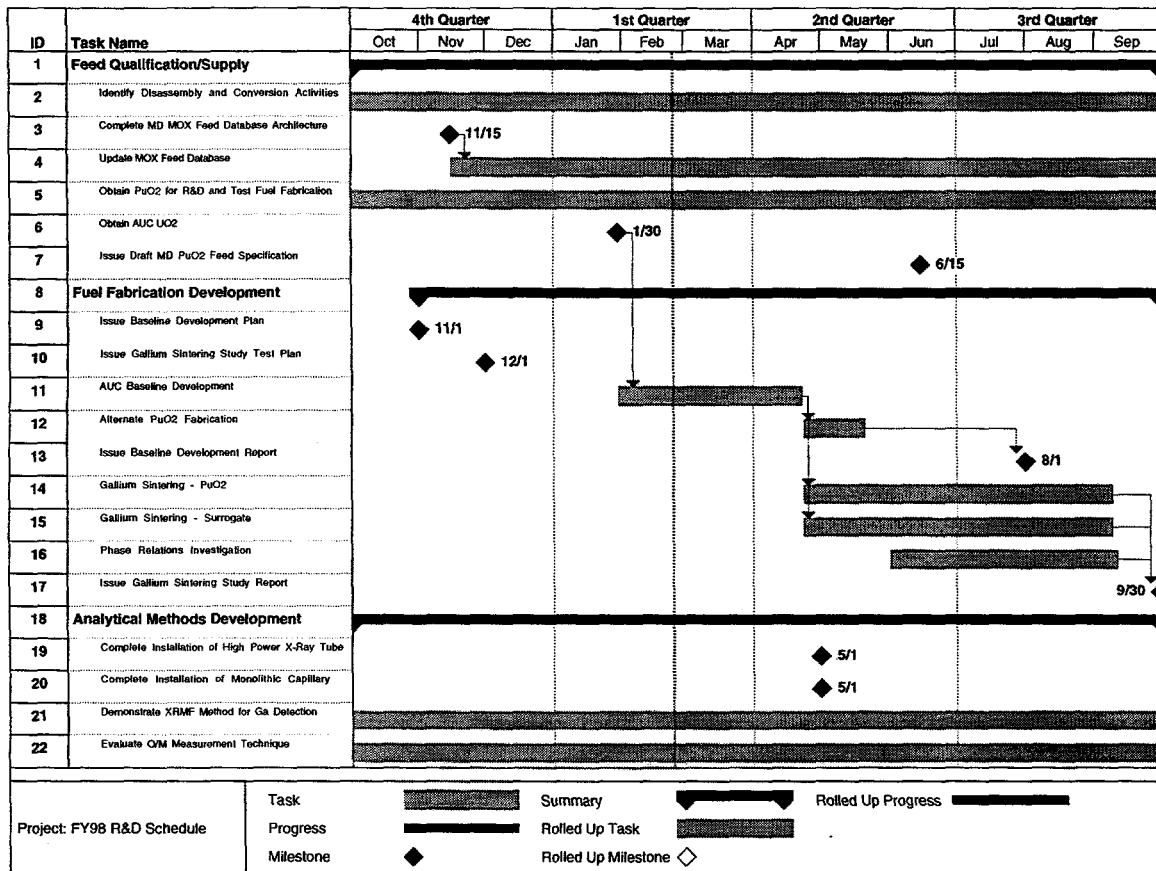 4th Quarter 1st Quarter 2nd Quarter 3rd Quarter
ID Task Name Oct Nov Dec Jan Feb Mar Apr May Jun Jul Aug Sep
1 Feed Qualification/Supply
2 Identify Disassembly and Conversion Activities
3 Complete MD MOX Feed Database Architecture 11/15
4 Update MOX Feed Database
5 Obtain PuO2 for R&D and Test Fuel Fabrication
6 Obtain AUC UO2 1/30
7 Issue Draft MD PuO2 Feed Specification 6/15
8 Fuel Fabrication Development
9 Issue Baseline Development Plan 11/1
10 Issue Gallium Sintering Study Test Plan 12/1
11 AUC Baseline Development
12 Alternate PuO2 Fabrication
13 Issue Baseline Development Report 8/1
14 Gallium Sintering - PuO2
15 Gallium Sintering - Surrogate
16 Phase Relations Investigation
17 Issue Gallium Sintering Study Report 9/30
18 Analytical Methods Development
19 Complete Installation of High Power X-Ray Tube 5/1
20 Complete Installation of Monolithic Capillary 5/1
21 Demonstrate XRMF Method for Ga Detection
22 Evaluate O/M Measurement Technique
Project: FY98 R&D Schedule
Task Summary Rolled Up Progress
Progress Rolled Up Task
Milestone Rolled Up Milestone